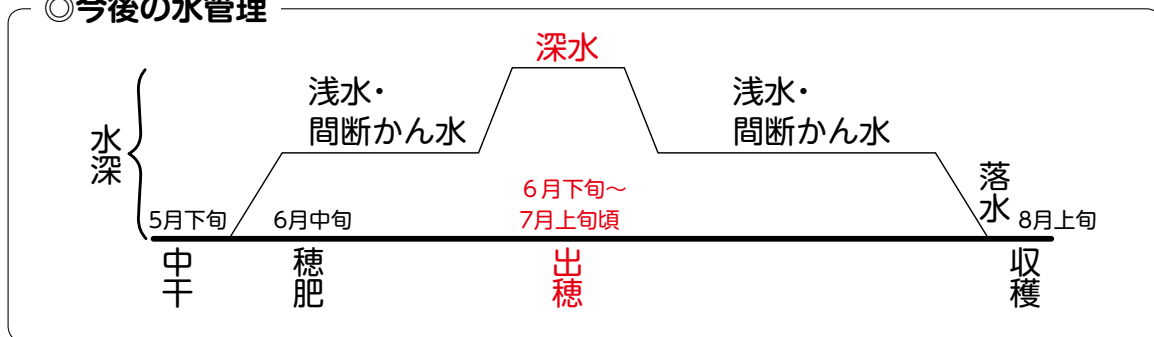 ◎今後の水管理
深水
浅水・
間断かん水
浅水・
間断かん水
水深
6月下旬～
7月上旬頃
落水
5月下旬
6月中旬
8月上旬
中干
穂肥
出穂
収穫